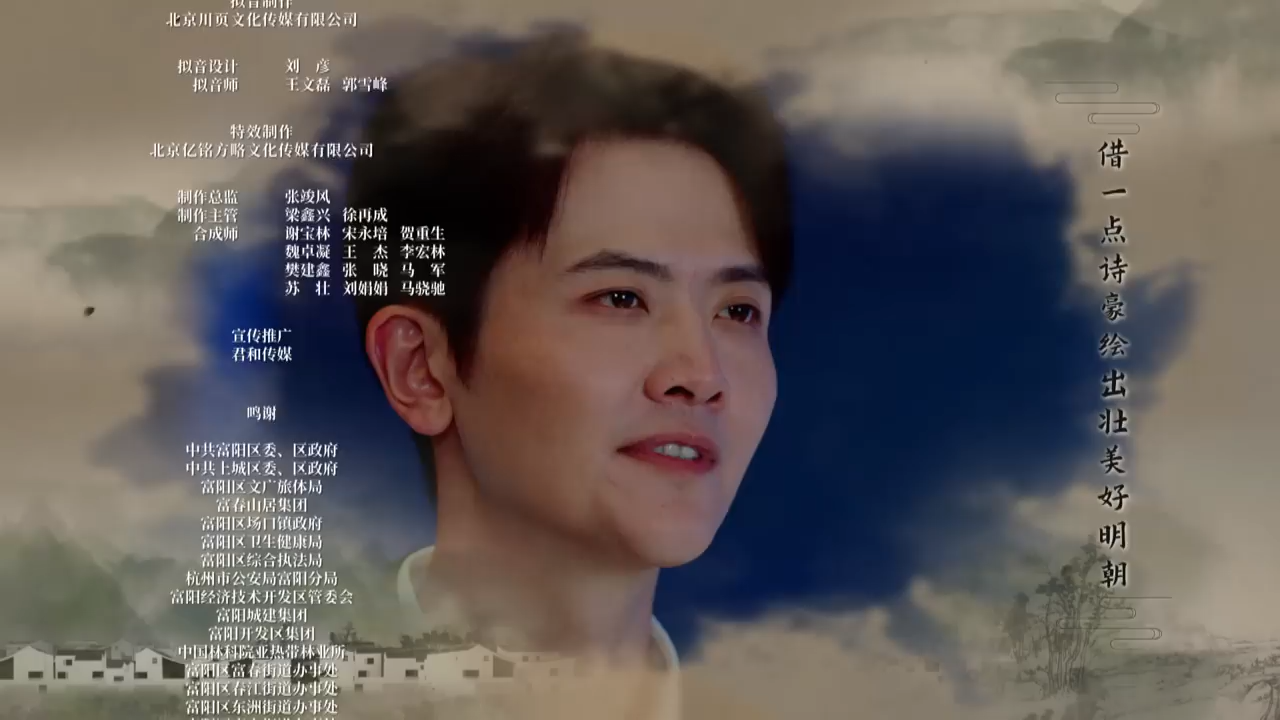 拟音制作
北京川页文化传媒有限公司
拟音设计 刘 彦
拟音师 王文磊 郭雪峰
特效制作
北京亿铭方略文化传媒有限公司
制作总监 张竣风
制作主管 梁鑫兴 徐再成
合成师 谢宝林 宋永培 贺重生
魏卓凝 王 杰 李宏林
樊建鑫 张 晓 马 军
苏 壮 刘娟娟 马骁驰
宣传推广
君和传媒
鸣谢
中共富阳区委、区政府
中共上城区委、区政府
富阳区文广旅体局
富春山居集团
富阳区场口镇政府
富阳区卫生健康局
富阳区综合执法局
杭州市公安局富阳分局
富阳经济技术开发区管委会
富阳城建集团
富阳开发区集团
中国林科院亚热带林业所
富阳区富春街道办事处
富阳区春江街道办事处
富阳区东洲街道办事处
借一点诗豪绘出壮美好明朝